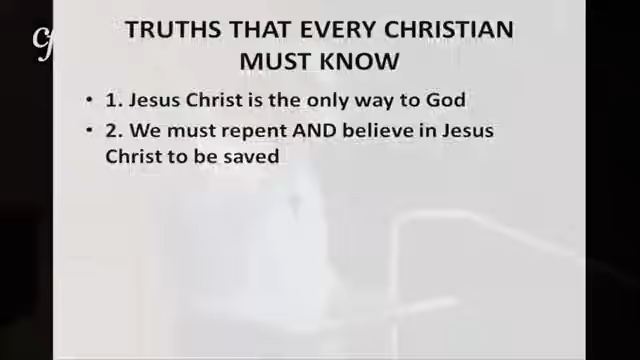 TRUTHS THAT EVERY CHRISTIAN
MUST KNOW
• 1. Jesus Christ is the only way to God
• 2. We must repent AND believe in Jesus
Christ to be saved